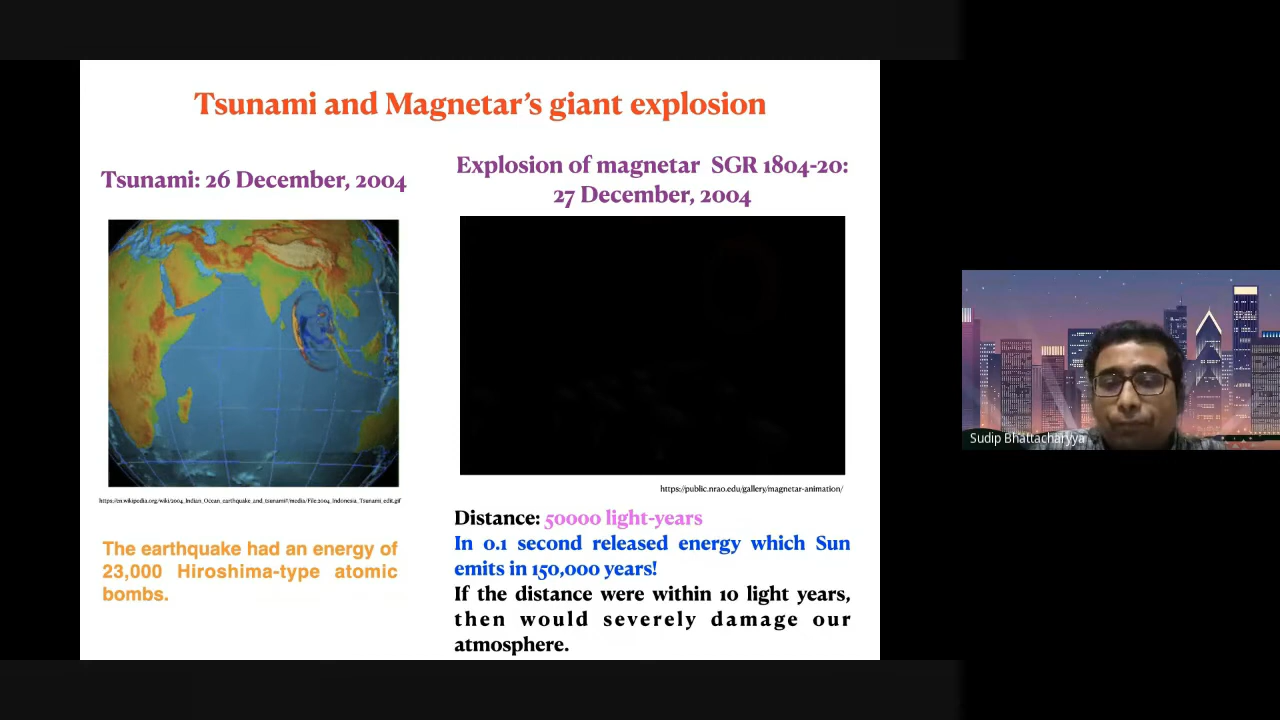 Tsunami and Magnetar's giant explosion
Tsunami: 26 December, 2004
https://en.wikipedia.org/wiki/2004_Indian_Ocean_earthquake_and_tsunami#/media/File:2004_Indonesia_Tsunami_edit.gif
The earthquake had an energy of
23,000 Hiroshima-type atomic
bombs.
Explosion of magnetar SGR 1804-20:
27 December, 2004
https://public.nrao.edu/gallery/magnetar-animation/
Distance: 50000 light-years
In 0.1 second released energy which Sun
emits in 150,000 years!
If the distance were within 10 light years,
then would severely damage our
atmosphere.
Sudip Bhattacharyya